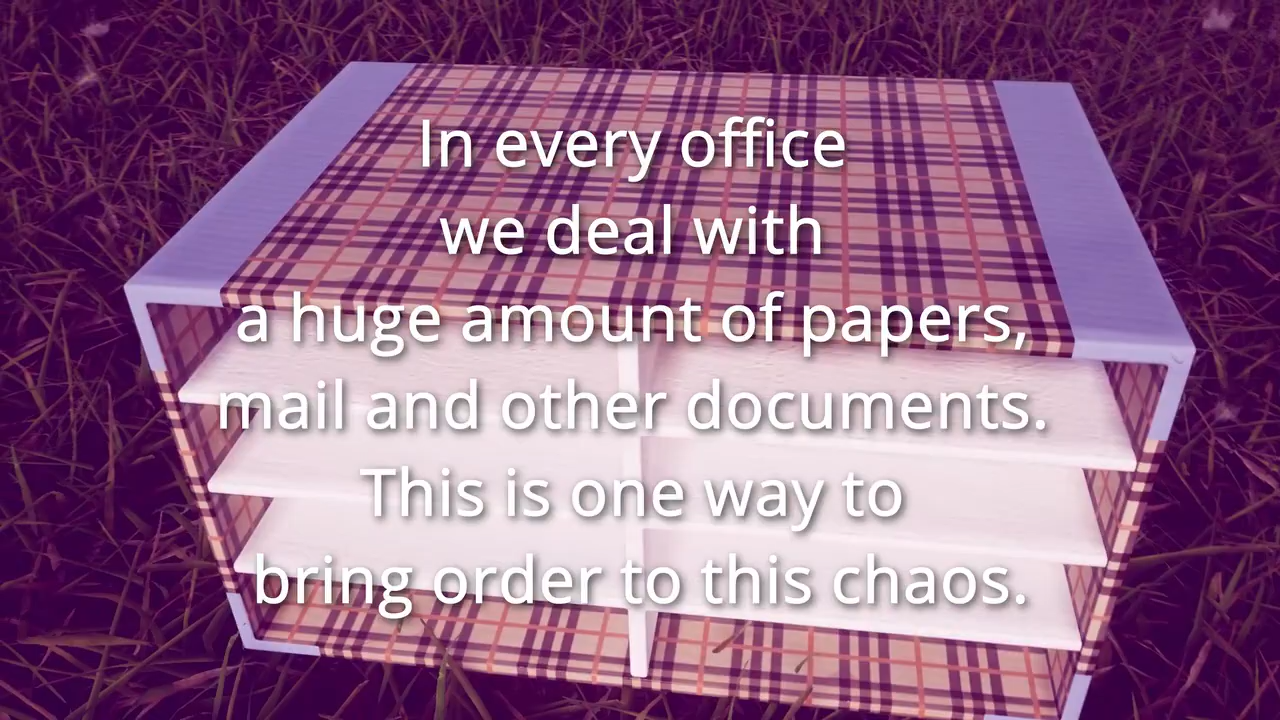 In every office
we deal with
a huge amount of papers,
mail and other documents.
This is one way to
bring order to this chaos.